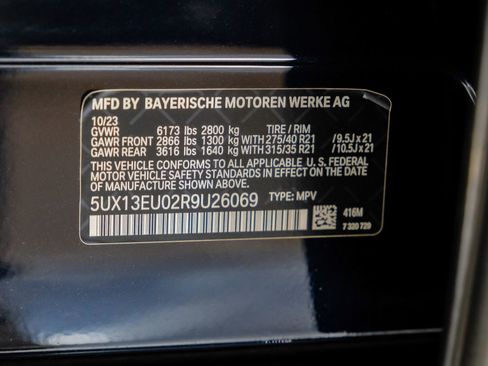 MFD BY BAYERISCHE MOTOREN WERKE AG
10/23
GVWR 6173 lbs 2800 kg TIRE / RIM
GAWR FRONT 2866 lbs 1300 kg WITH 275/40 R21 /9.5J x 21
GAWR REAR 3616 lbs 1640 kg WITH 315/35 R21 /10.5J x 21
THIS VEHICLE CONFORMS TO ALL APPLICABLE U. S. FEDERAL
MOTOR VEHICLE SAFETY STANDARDS IN EFFECT ON THE DATE
OF MANUFACTURE SHOWN ABOVE.
5UX13EU02R9U26069 TYPE: MPV
416M
7 320 729